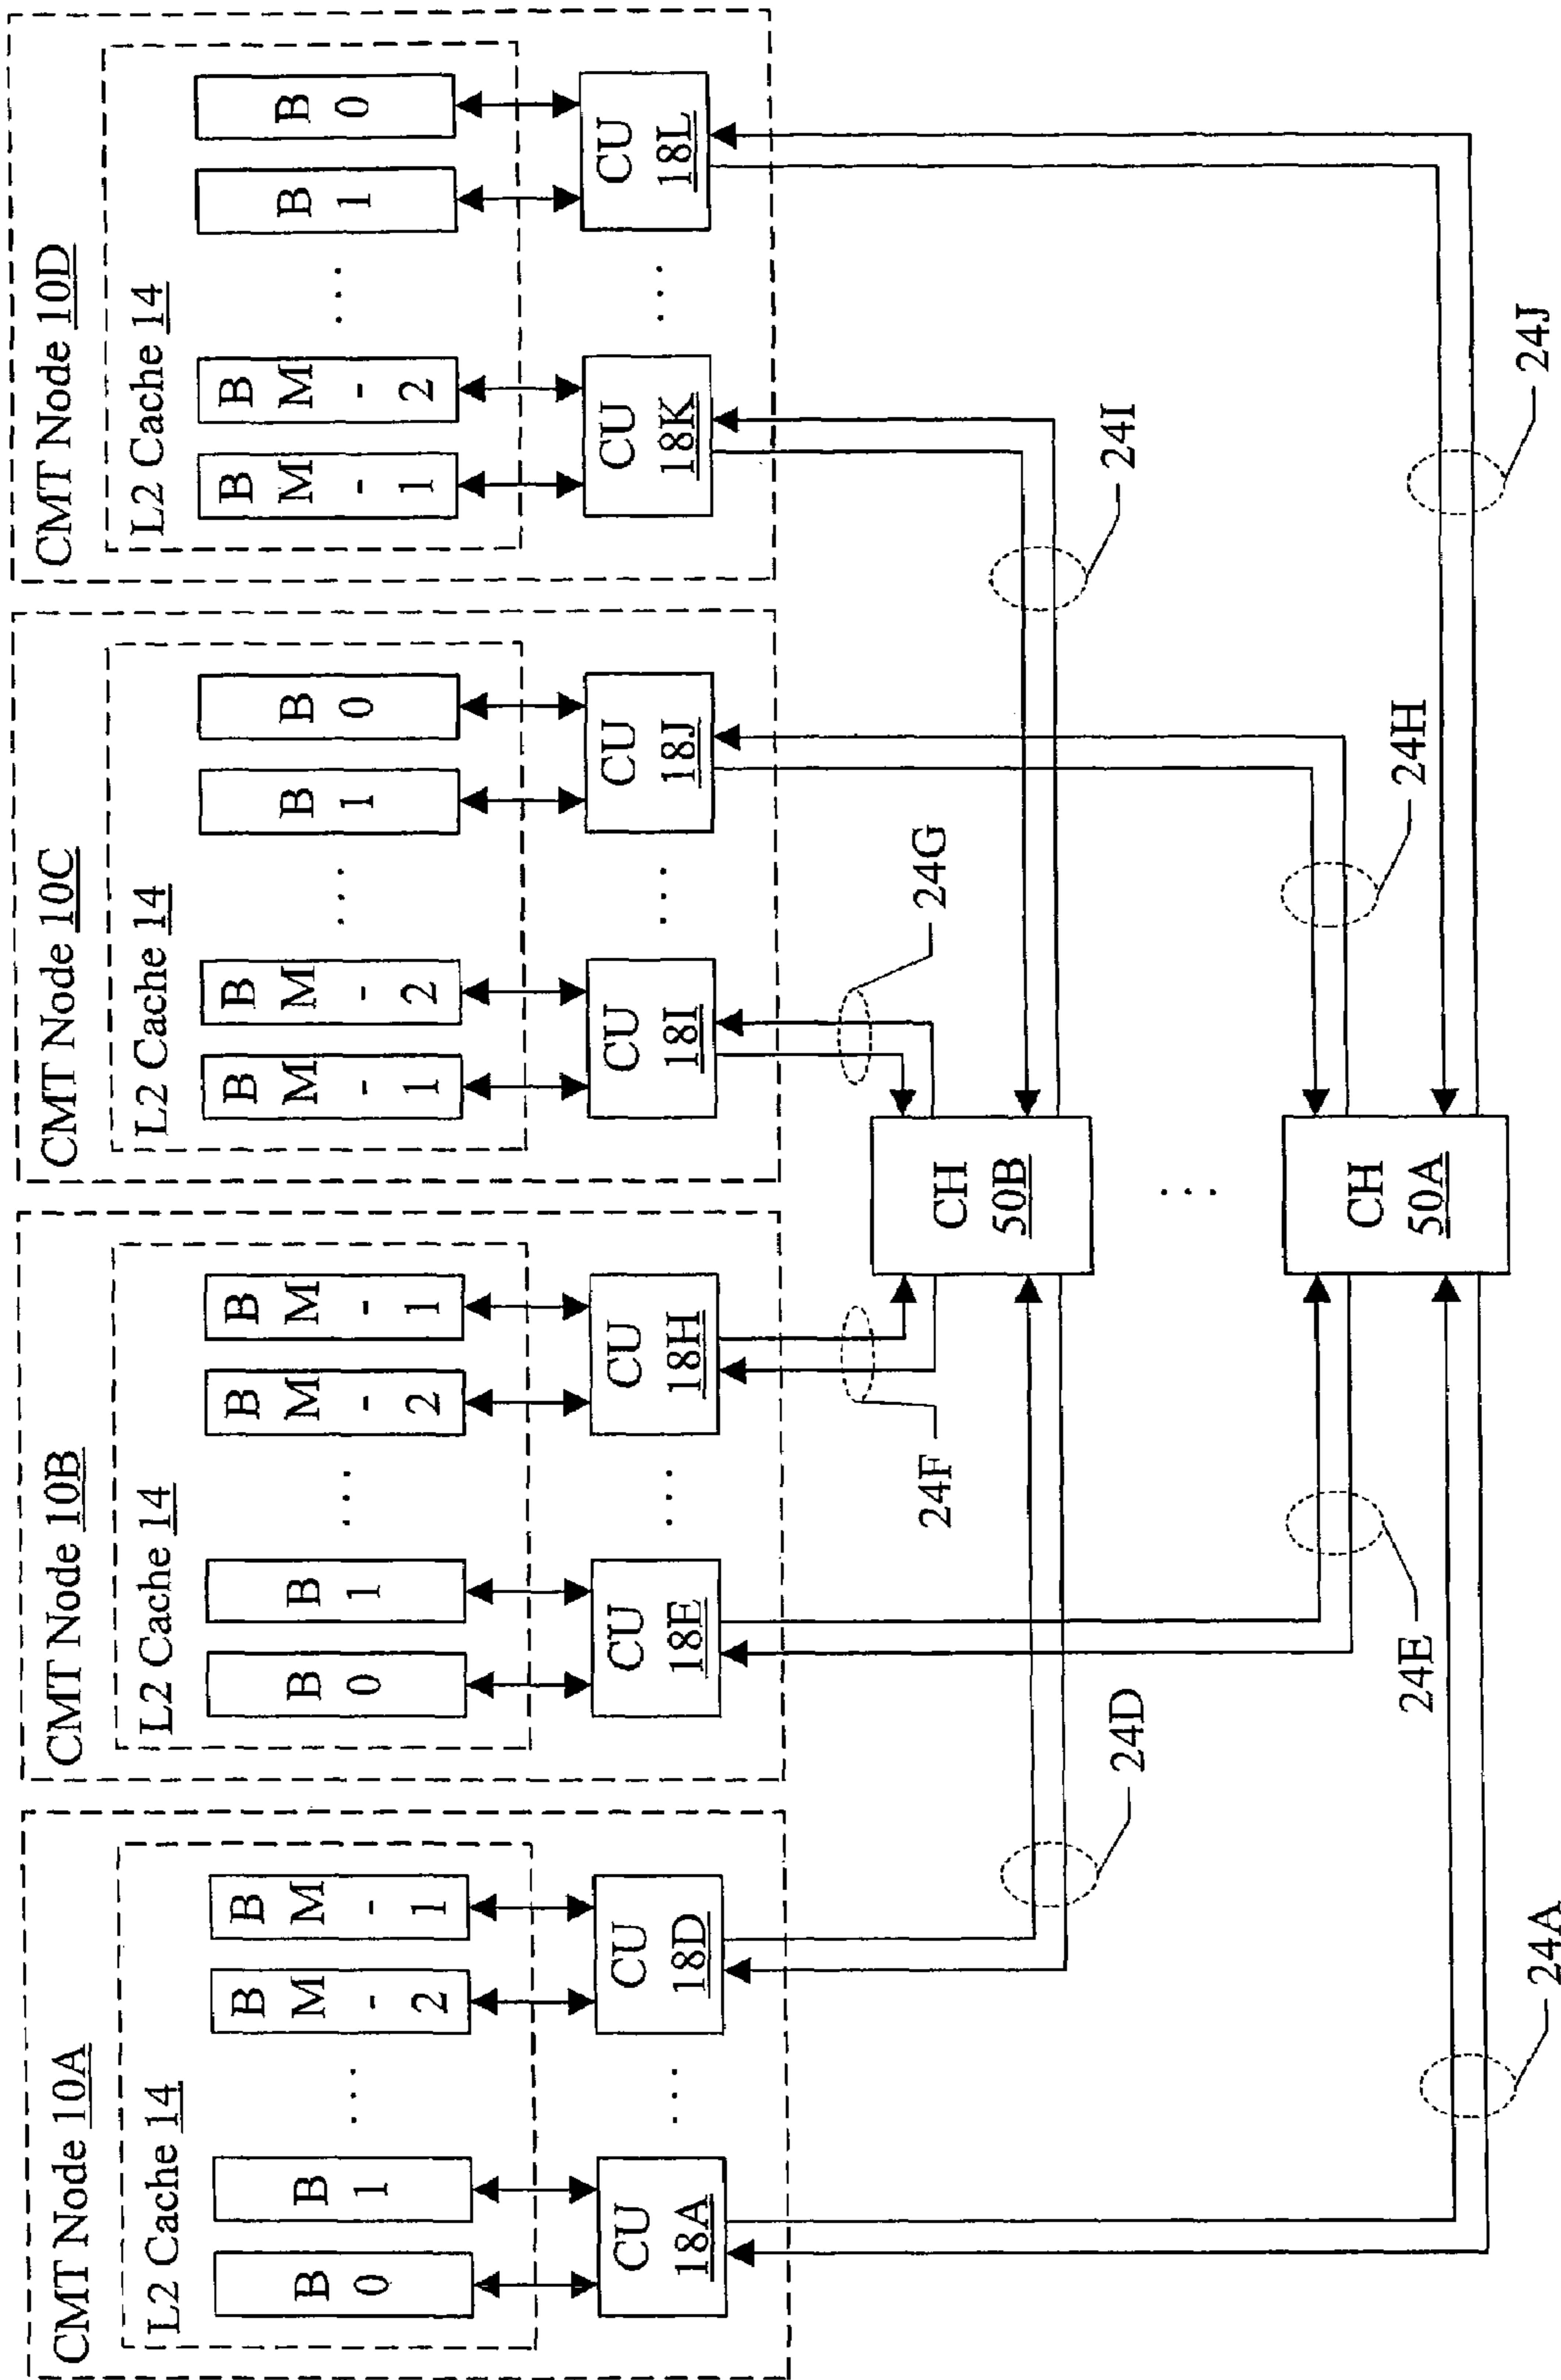 CMT Node 10A
L2 Cache 14
B
0
B
1
...
B
M
-
2
B
M
-
1
CU
18A
...
CU
18D
CMT Node 10B
L2 Cache 14
B
0
B
1
...
B
M
-
2
B
M
-
1
CU
18E
...
CU
18H
CMT Node 10C
L2 Cache 14
B
M
-
1
B
M
-
2
...
B
1
B
0
CU
18I
...
CU
18J
CMT Node 10D
L2 Cache 14
B
M
-
1
B
M
-
2
...
B
1
B
0
CU
18K
...
CU
18L
24F
24G
CH
50B
24D
24I
...
CH
50A
24E
24H
24A
24J